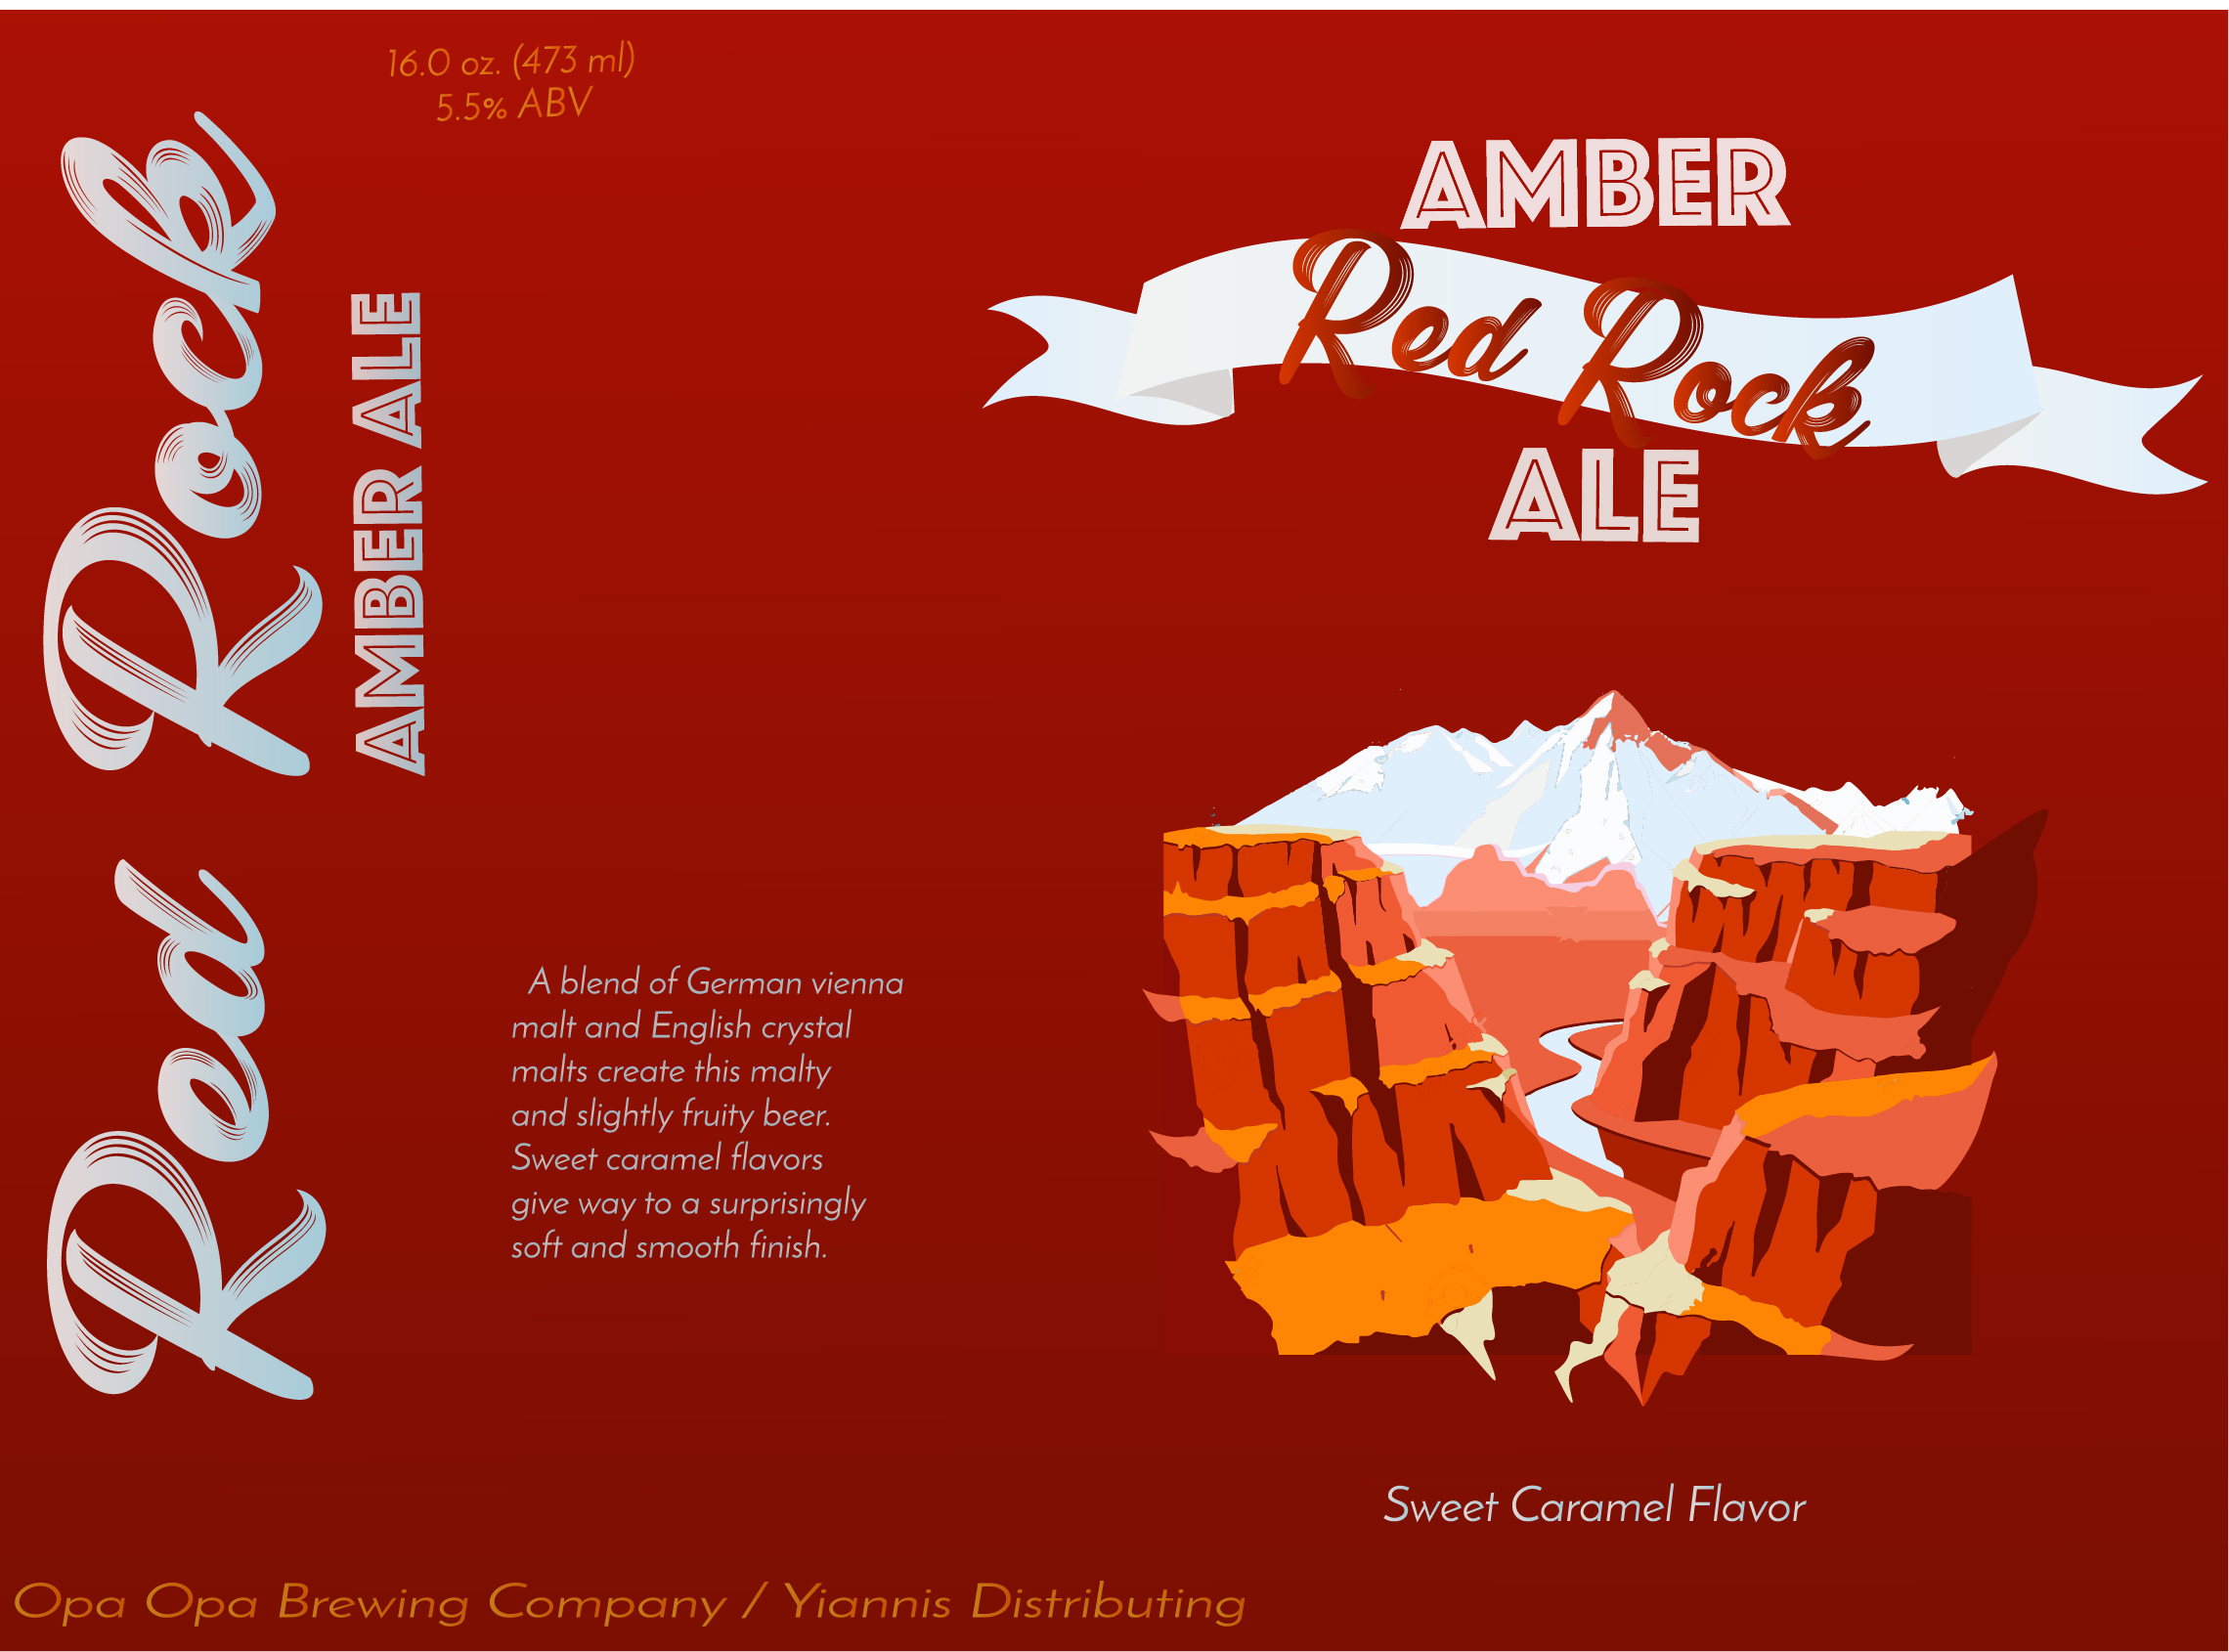 16.0 oz. (473 ml)
5.5% ABV
Red Rock
AMBER ALE
A blend of German vienna
malt and English crystal
malts create this malty
and slightly fruity beer.
Sweet caramel flavors
give way to a surprisingly
soft and smooth finish.
AMBER
Red Rock
ALE
Sweet Caramel Flavor
Opa Opa Brewing Company / Yiannis Distributing